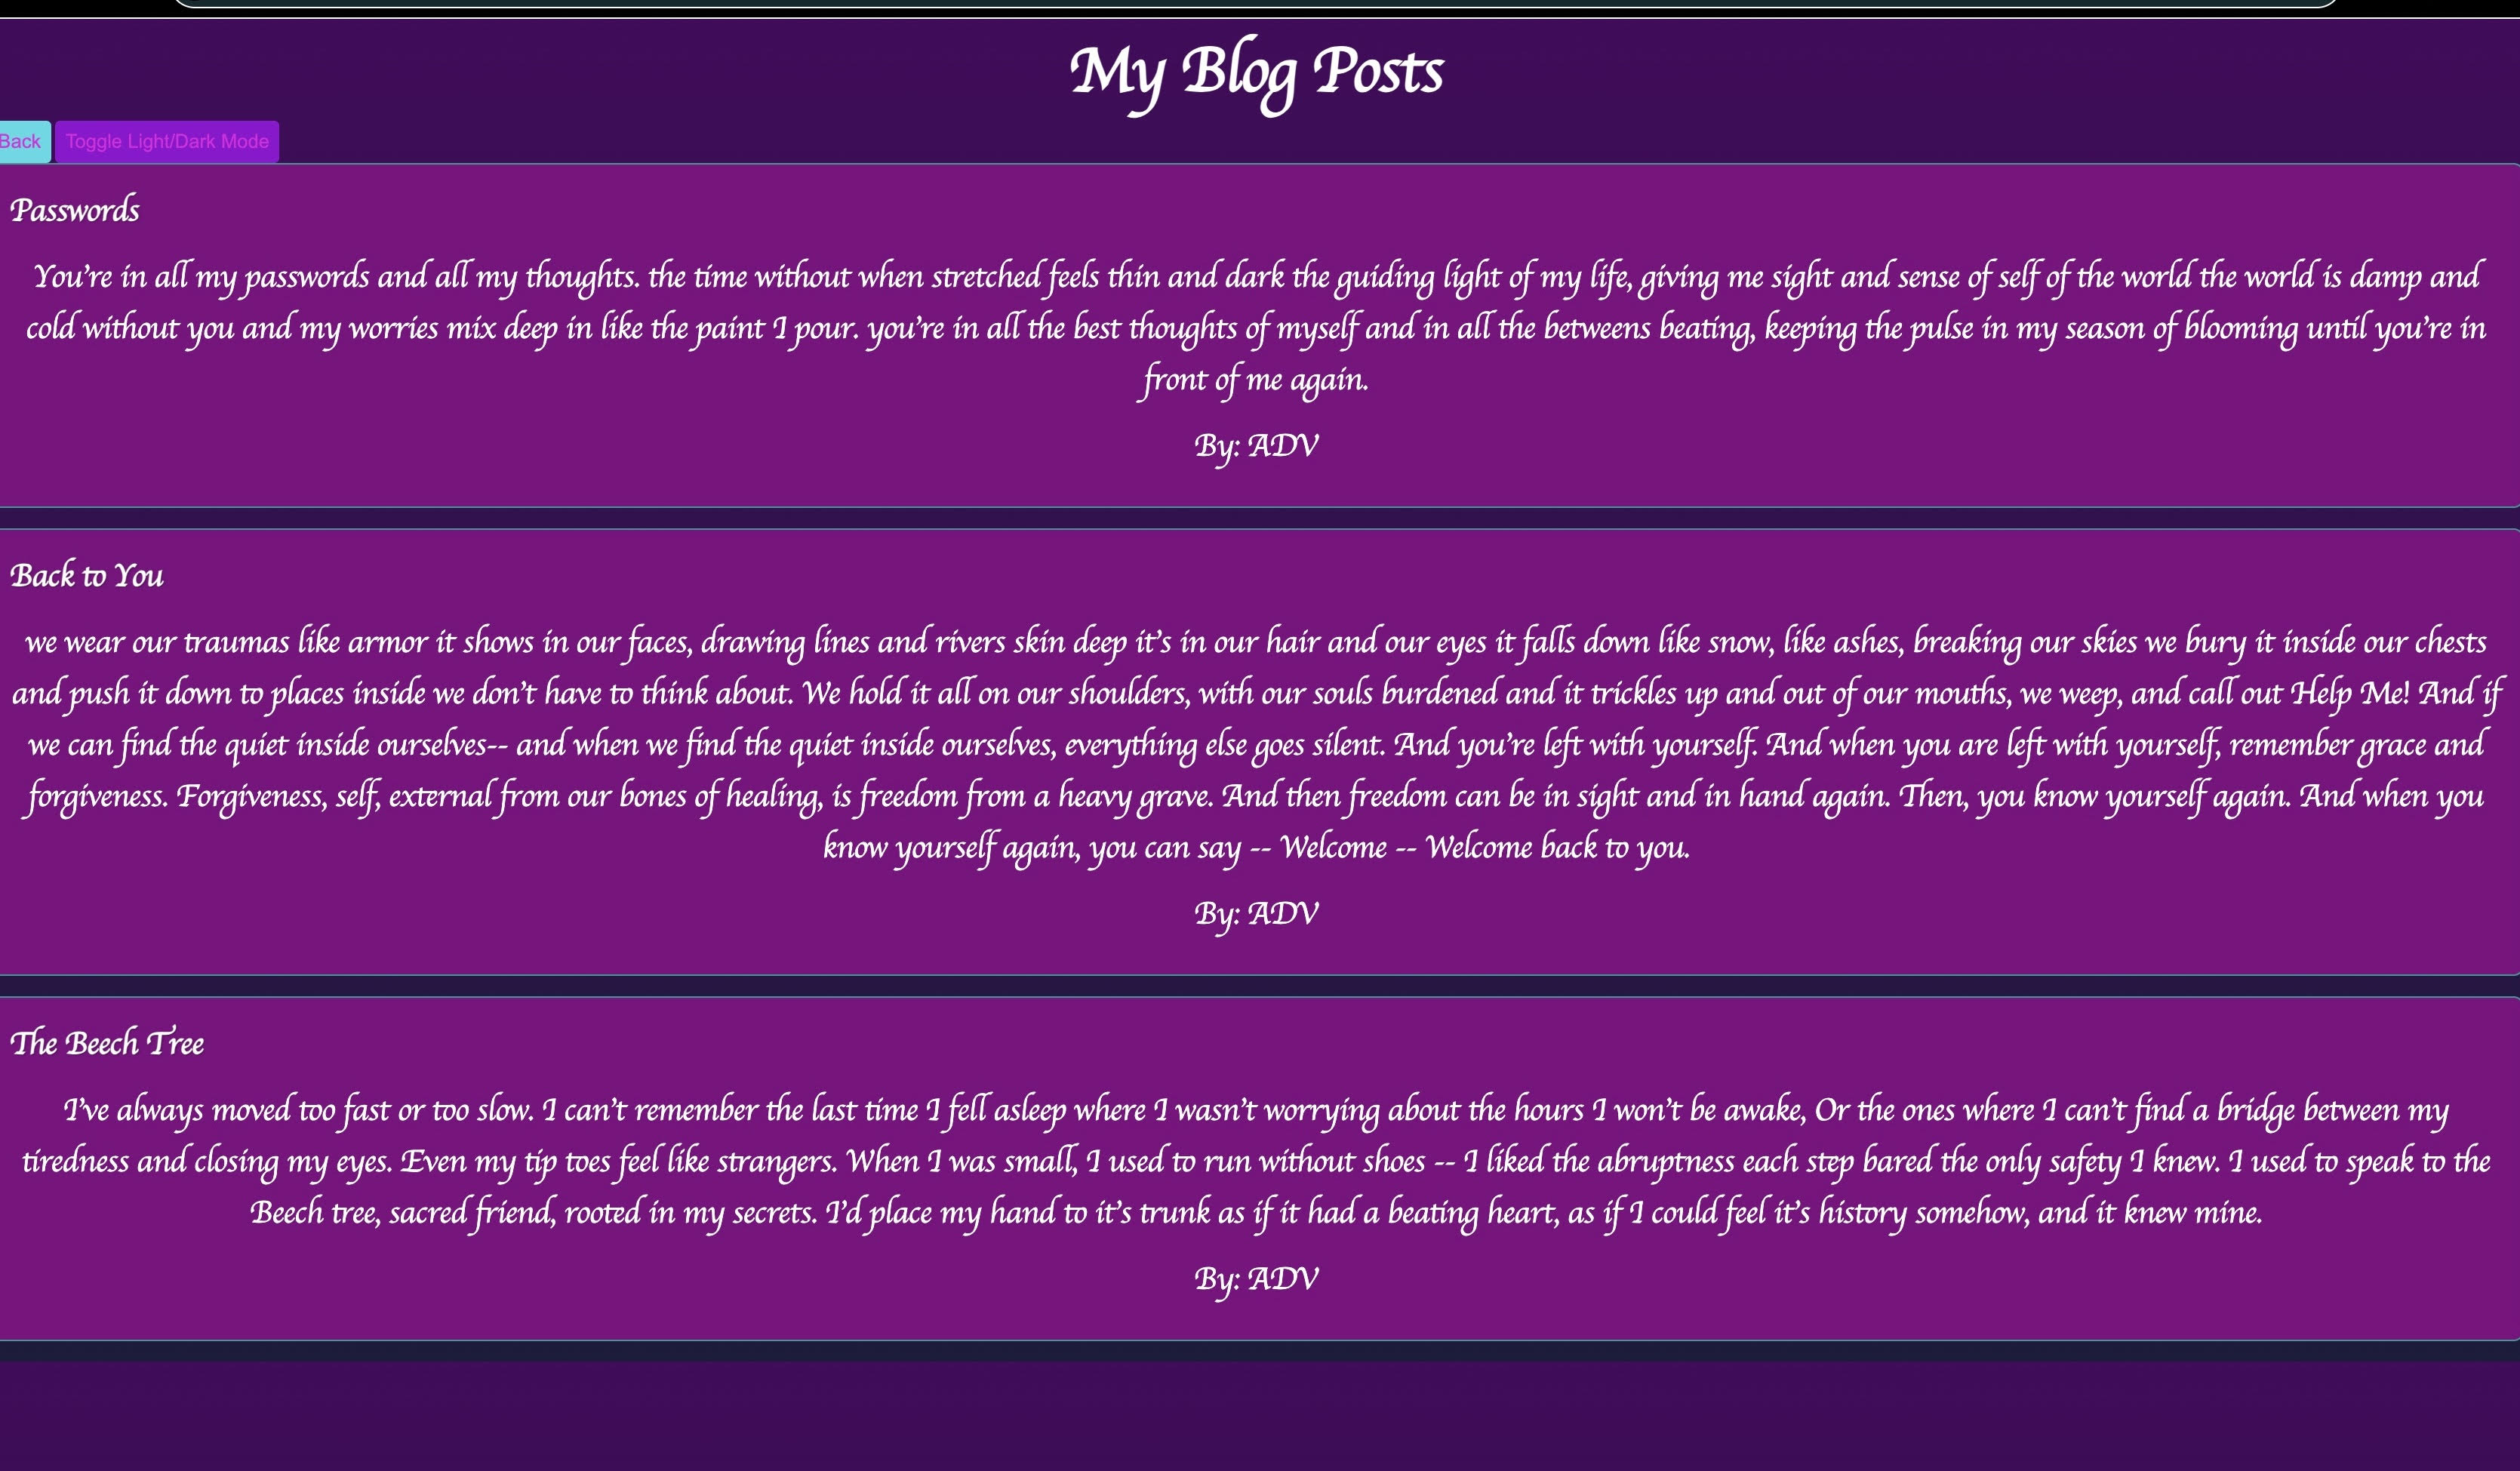 My Blog Posts
Back Toggle Light/Dark Mode
Passwords
You're in all my passwords and all my thoughts. the time without when stretched feels thin and dark the guiding light of my life, giving me sight and sense of self of the world the world is damp and
cold without you and my worries mix deep in like the paint I pour. you're in all the best thoughts of myself and in all the betweens beating, keeping the pulse in my season of blooming until you're in
front of me again.
By: ADV
Back to You
we wear our traumas like armor it shows in our faces, drawing lines and rivers skin deep it's in our hair and our eyes it falls down like snow, like ashes, breaking our skies we bury it inside our chests
and push it down to places inside we don't have to think about. We hold it all on our shoulders, with our souls burdened and it trickles up and out of our mouths, we weep, and call out Help Me! And if
we can find the quiet inside ourselves-- and when we find the quiet inside ourselves, everything else goes silent. And you're left with yourself. And when you are left with yourself, remember grace and
forgiveness. Forgiveness, self, external from our bones of healing, is freedom from a heavy grave. And then freedom can be in sight and in hand again. Then, you know yourself again. And when you
know yourself again, you can say -- Welcome -- Welcome back to you.
By: ADV
The Beech Tree
I've always moved too fast or too slow. I can't remember the last time I fell asleep where I wasn't worrying about the hours I won't be awake, Or the ones where I can't find a bridge between my
tiredness and closing my eyes. Even my tip toes feel like strangers. When I was small, I used to run without shoes -- I liked the abruptness each step bared the only safety I knew. I used to speak to the
Beech tree, sacred friend, rooted in my secrets. I'd place my hand to it's trunk as if it had a beating heart, as if I could feel it's history somehow, and it knew mine.
By: ADV